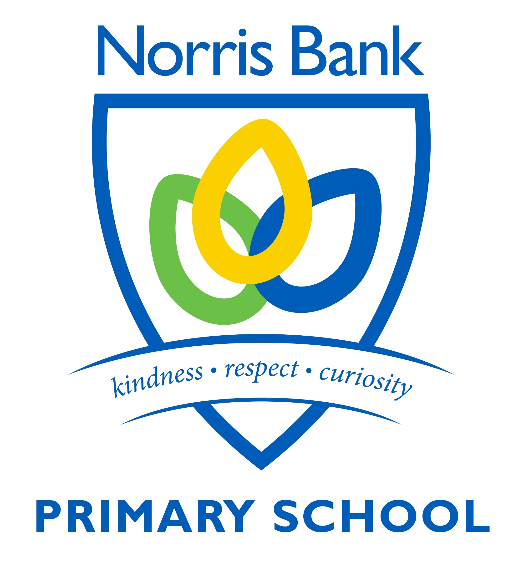 Norris Bank
kindness • respect • curiosity
PRIMARY SCHOOL